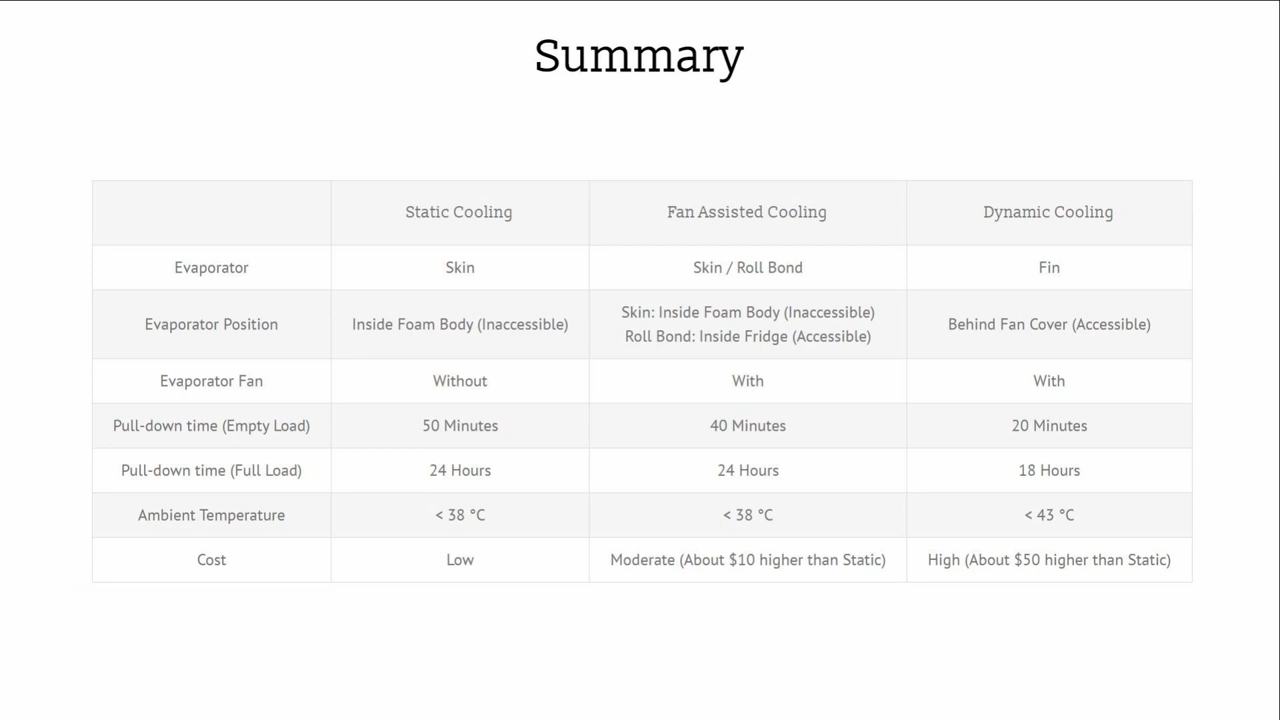 Summary
Static Cooling Fan Assisted Cooling Dynamic Cooling
Evaporator Skin Skin / Roll Bond Fin
Evaporator Position Inside Foam Body (Inaccessible) Skin: Inside Foam Body (Inaccessible) Behind Fan Cover (Accessible)
Roll Bond: Inside Fridge (Accessible)
Evaporator Fan Without With With
Pull-down time (Empty Load) 50 Minutes 40 Minutes 20 Minutes
Pull-down time (Full Load) 24 Hours 24 Hours 18 Hours
Ambient Temperature < 38 °C < 38 °C < 43 °C
Cost Low Moderate (About $10 higher than Static) High (About $50 higher than Static)